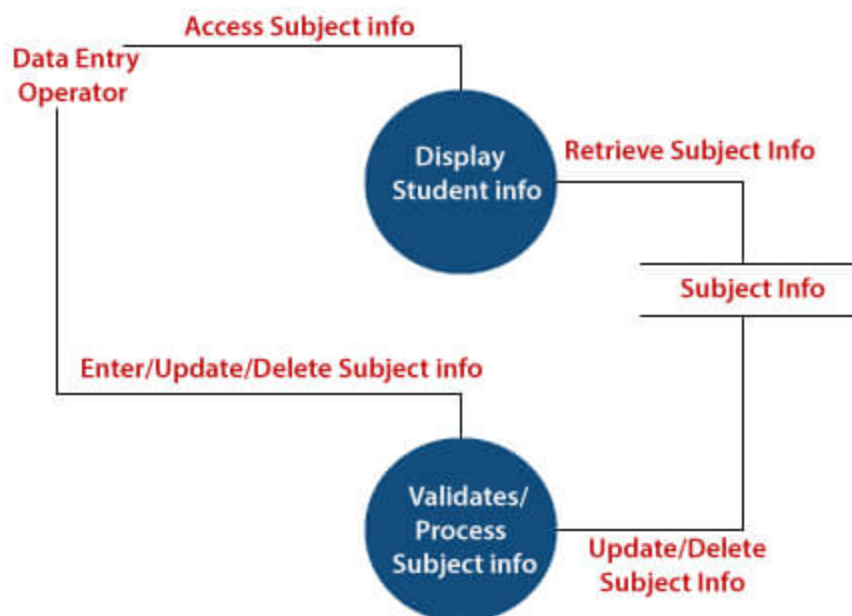 Access Subject info
Data Entry
Operator
Display
Student info
Retrieve Subject Info
Subject Info
Enter/Update/Delete Subject info
Validates/
Process
Subject info
Update/Delete
Subject Info